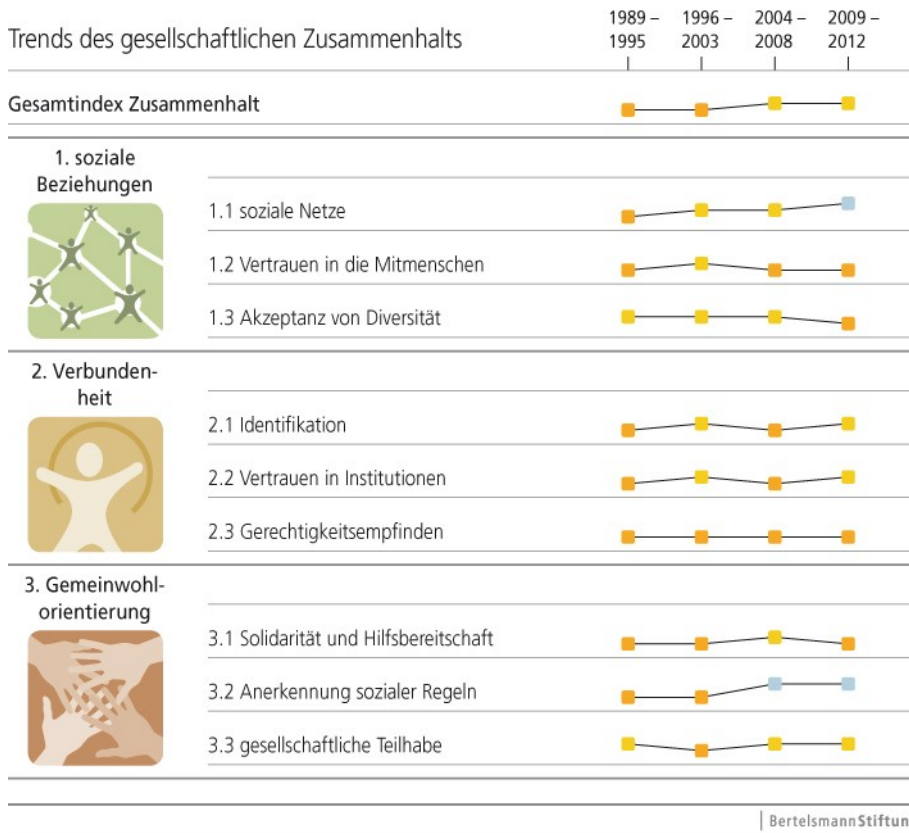 Trends des gesellschaftlichen Zusammenhalts
1989 – 1996 – 2004 – 2009 –
1995 2003 2008 2012
Gesamtindex Zusammenhalt
1. soziale
Beziehungen
1.1 soziale Netze
1.2 Vertrauen in die Mitmenschen
1.3 Akzeptanz von Diversität
2. Verbunden-
heit
2.1 Identifikation
2.2 Vertrauen in Institutionen
2.3 Gerechtigkeitsempfinden
3. Gemeinwohl-
orientierung
3.1 Solidarität und Hilfsbereitschaft
3.2 Anerkennung sozialer Regeln
3.3 gesellschaftliche Teilhabe
BertelsmannStiftun